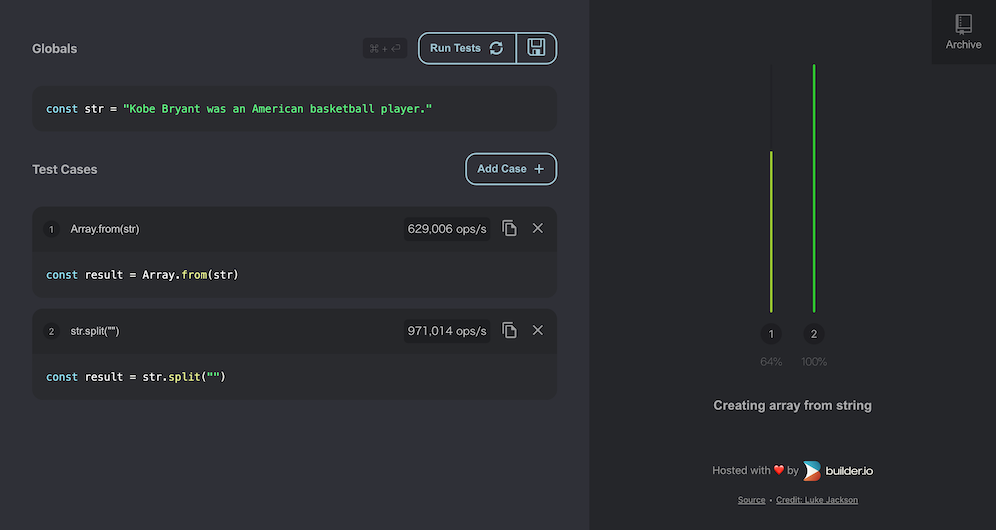 Globals
⌘ + ⏎
Run Tests
Archive
const str = "Kobe Bryant was an American basketball player."
Test Cases
Add Case +
1 Array.from(str) 629,006 ops/s
const result = Array.from(str)
2 str.split("") 971,014 ops/s
const result = str.split("")
1 2
64% 100%
Creating array from string
Hosted with ❤️ by builder.io
Source • Credit: Luke Jackson